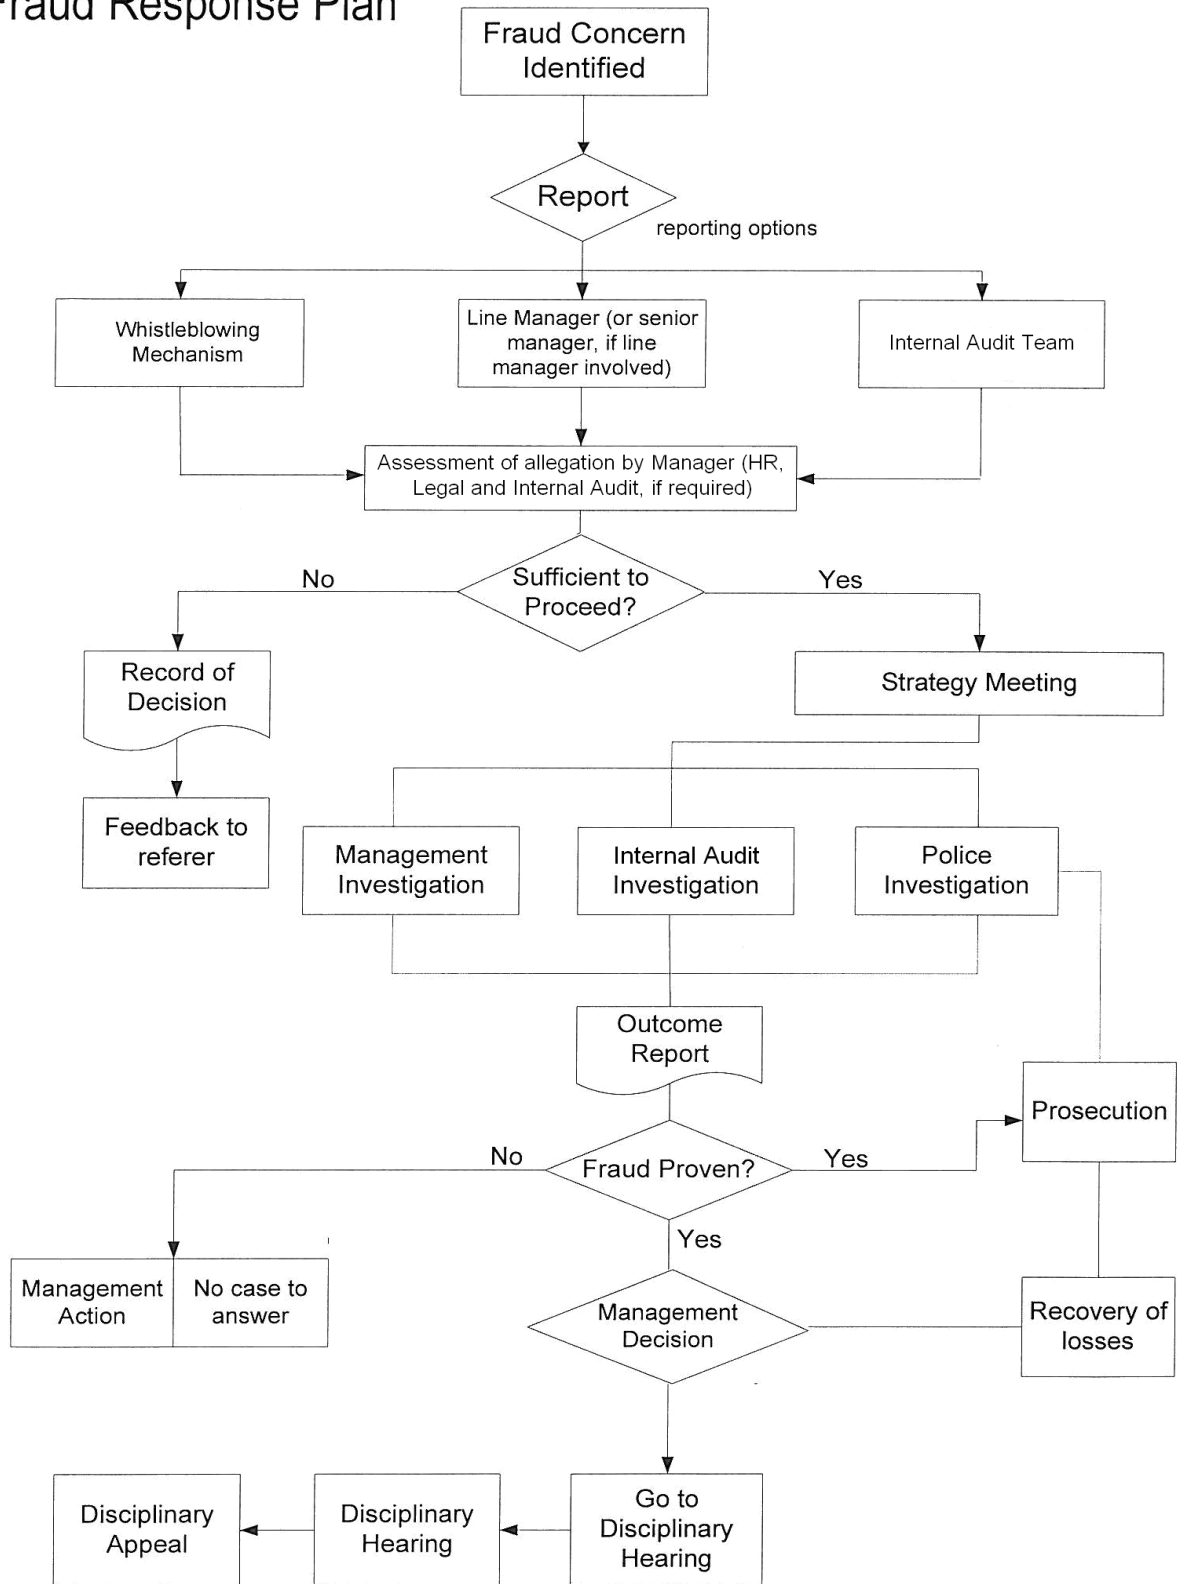 Fraud Response Plan
Fraud Concern
Identified
Report
reporting options
Whistleblowing
Mechanism
Line Manager (or senior
manager, if line
manager involved)
Internal Audit Team
Assessment of allegation by Manager (HR,
Legal and Internal Audit, if required)
No
Sufficient to
Proceed?
Yes
Record of
Decision
Strategy Meeting
Feedback to
referer
Management
Investigation
Internal Audit
Investigation
Police
Investigation
Outcome
Report
Prosecution
No
Fraud Proven?
Yes
Yes
Management
Action
No case to
answer
Management
Decision
Recovery of
losses
Disciplinary
Appeal
Disciplinary
Hearing
Go to
Disciplinary
Hearing